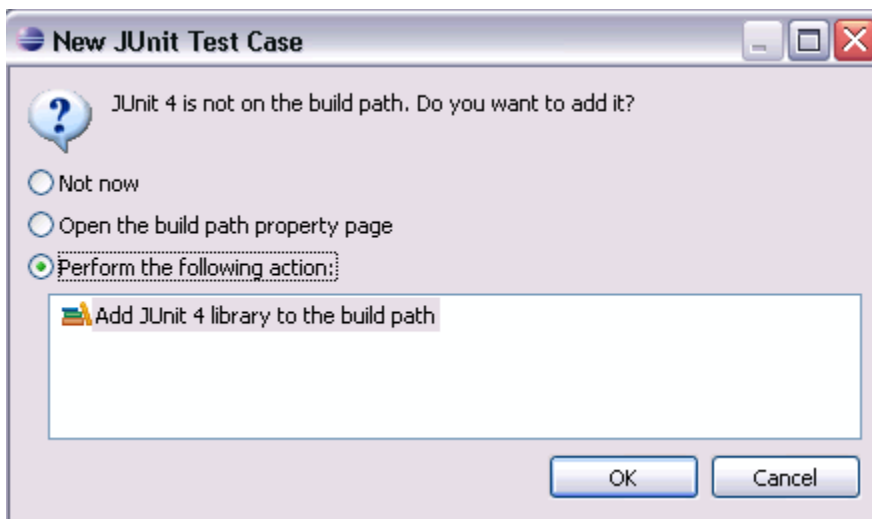 New JUnit Test Case
JUnit 4 is not on the build path. Do you want to add it?
Not now
Open the build path property page
Perform the following action:
Add JUnit 4 library to the build path
OK
Cancel